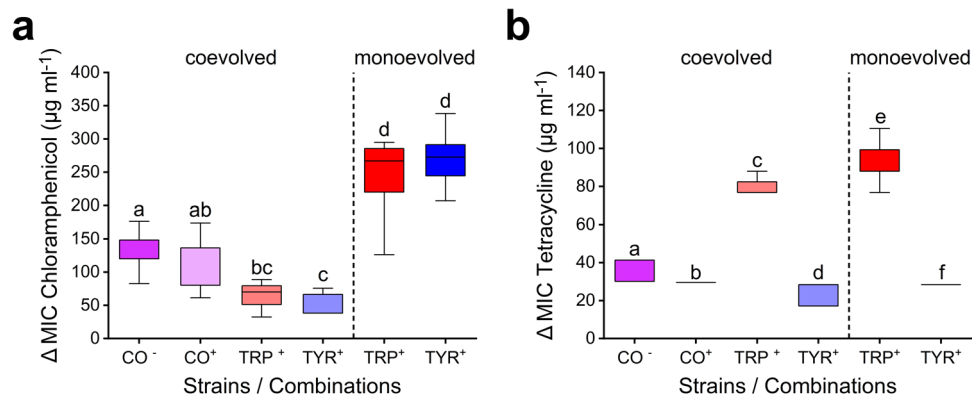 a
coevolved
monoevolved
Δ MIC Chloramphenicol (µg ml⁻¹)
400
350
300
250
200
150
100
50
0
a
ab
bc
c
d
d
CO ⁻
CO⁺
TRP ⁺
TYR⁺
TRP⁺
TYR⁺
Strains / Combinations
b
coevolved
monoevolved
Δ MIC Tetracycline (µg ml⁻¹)
140
120
100
80
60
40
20
0
a
b
c
d
e
f
CO ⁻
CO⁺
TRP ⁺
TYR⁺
TRP⁺
TYR⁺
Strains / Combinations